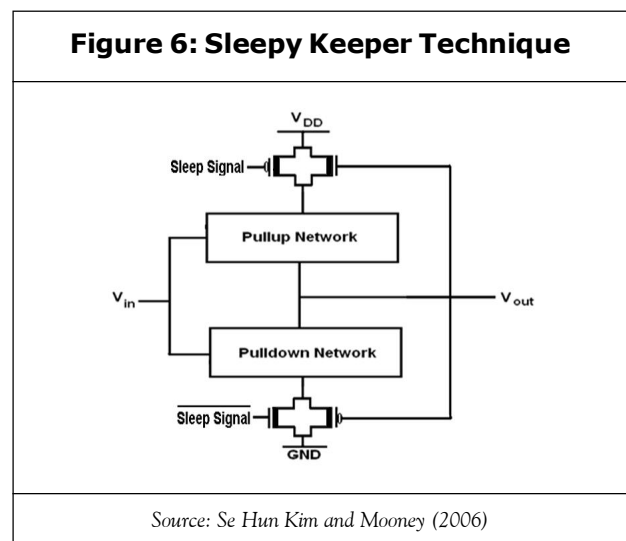 Figure 6: Sleepy Keeper Technique
VDD
Sleep Signal
Pullup Network
Vin
Vout
Pulldown Network
Sleep Signal
GND
Source: Se Hun Kim and Mooney (2006)